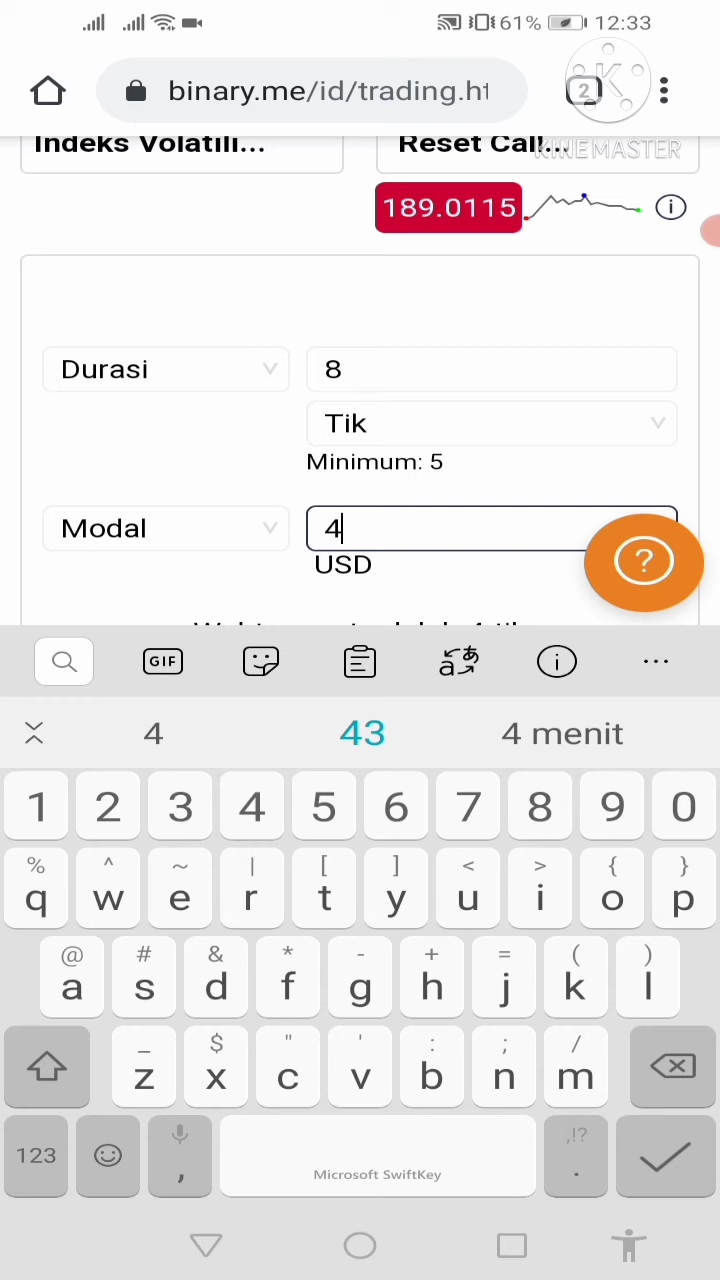 61% 12:33
binary.me/id/trading.ht
2
K
KINEMASTER
Indeks Volatili...
Reset Call...
189.0115
i
Durasi
8
Tik
Minimum: 5
Modal
4
USD
?
GIF
i
...
4
43
4 menit
1 2 3 4 5 6 7 8 9 0
% ^ ~ | [ ] < > { }
q w e r t y u i o p
@ # & * - + = ( )
a s d f g h j k l
_ $ " ' : ; /
z x c v b n m
123
,
Microsoft SwiftKey
,!?
.